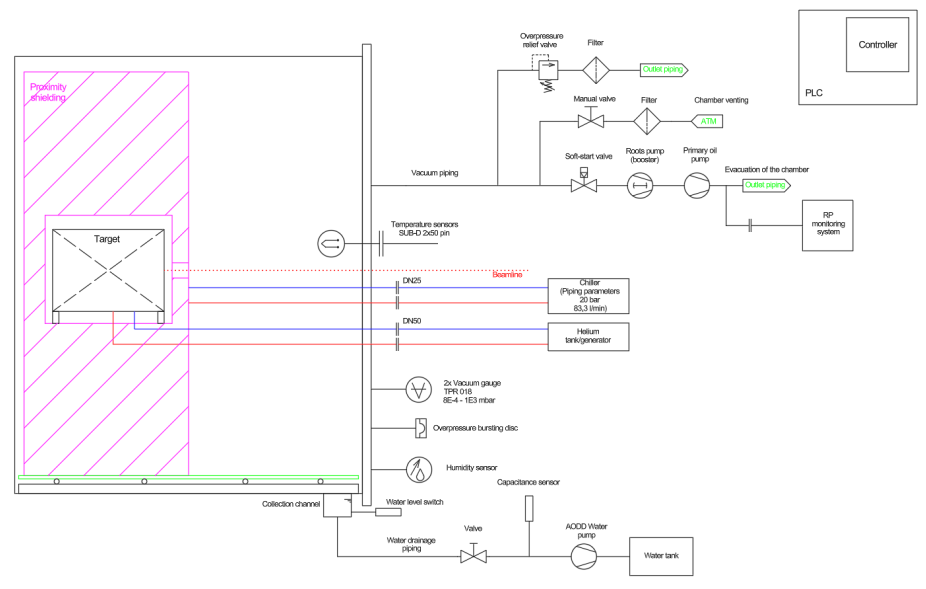 Overpressure
relief valve
Filter
Outlet piping
Controller
PLC
Proximity
shielding
Manual valve
Filter
Chamber venting
ATM
Vacuum piping
Soft-start valve
Roots pump
(booster)
Primary oil
pump
Evacuation of the chamber
Outlet piping
RP
monitoring
system
Target
Temperature sensors
SUB-D 2x50 pin
Beamline
DN25
Chiller
(Piping parameters
20 bar
83,3 l/min)
DN50
Helium
tank/generator
2x Vacuum gauge
TPR 018
8E-4 - 1E3 mbar
Overpressure bursting disc
Humidity sensor
Capacitance sensor
Collection channel
Water level switch
Water drainage
piping
Valve
AODD Water
pump
Water tank